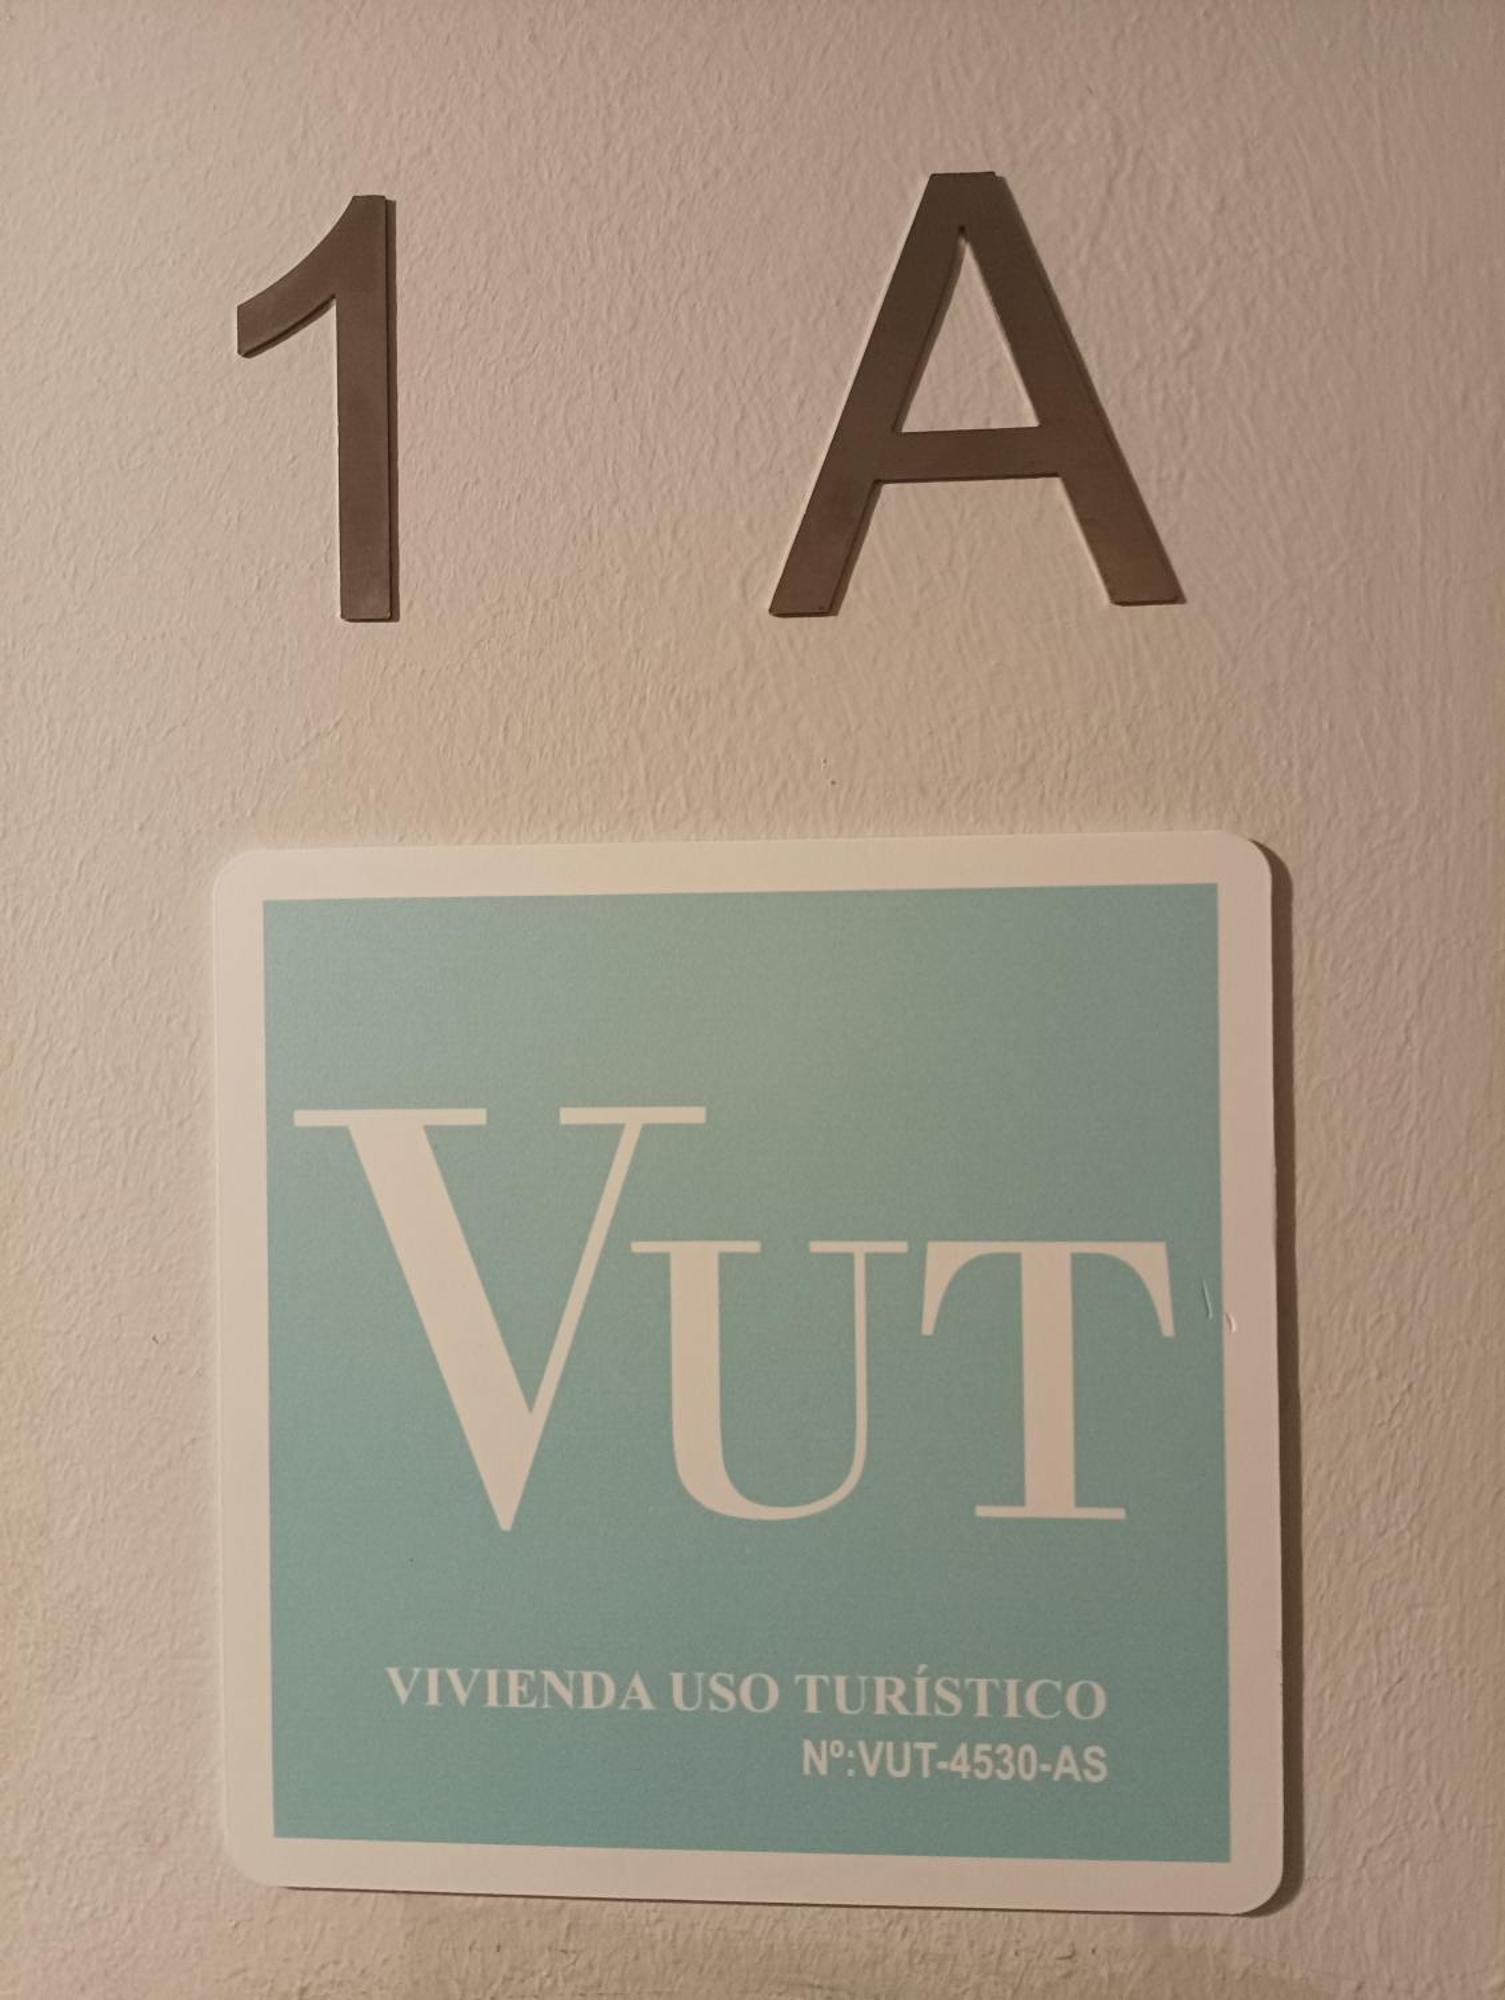 1 A
VUT
VIVIENDA USO TURÍSTICO
Nº:VUT-4530-AS